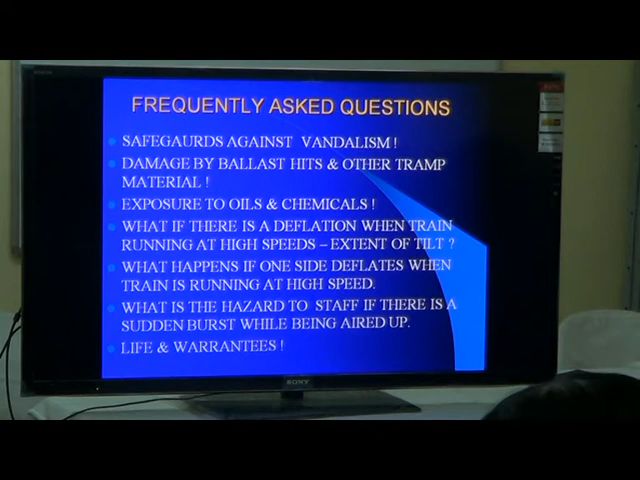 FREQUENTLY ASKED QUESTIONS
SAFEGAURDS AGAINST VANDALISM !
DAMAGE BY BALLAST HITS & OTHER TRAMP
MATERIAL !
EXPOSURE TO OILS & CHEMICALS !
WHAT IF THERE IS A DEFLATION WHEN TRAIN
RUNNING AT HIGH SPEEDS – EXTENT OF TILT ?
WHAT HAPPENS IF ONE SIDE DEFLATES WHEN
TRAIN IS RUNNING AT HIGH SPEED.
WHAT IS THE HAZARD TO STAFF IF THERE IS A
SUDDEN BURST WHILE BEING AIRED UP.
LIFE & WARRANTEES !
SONY